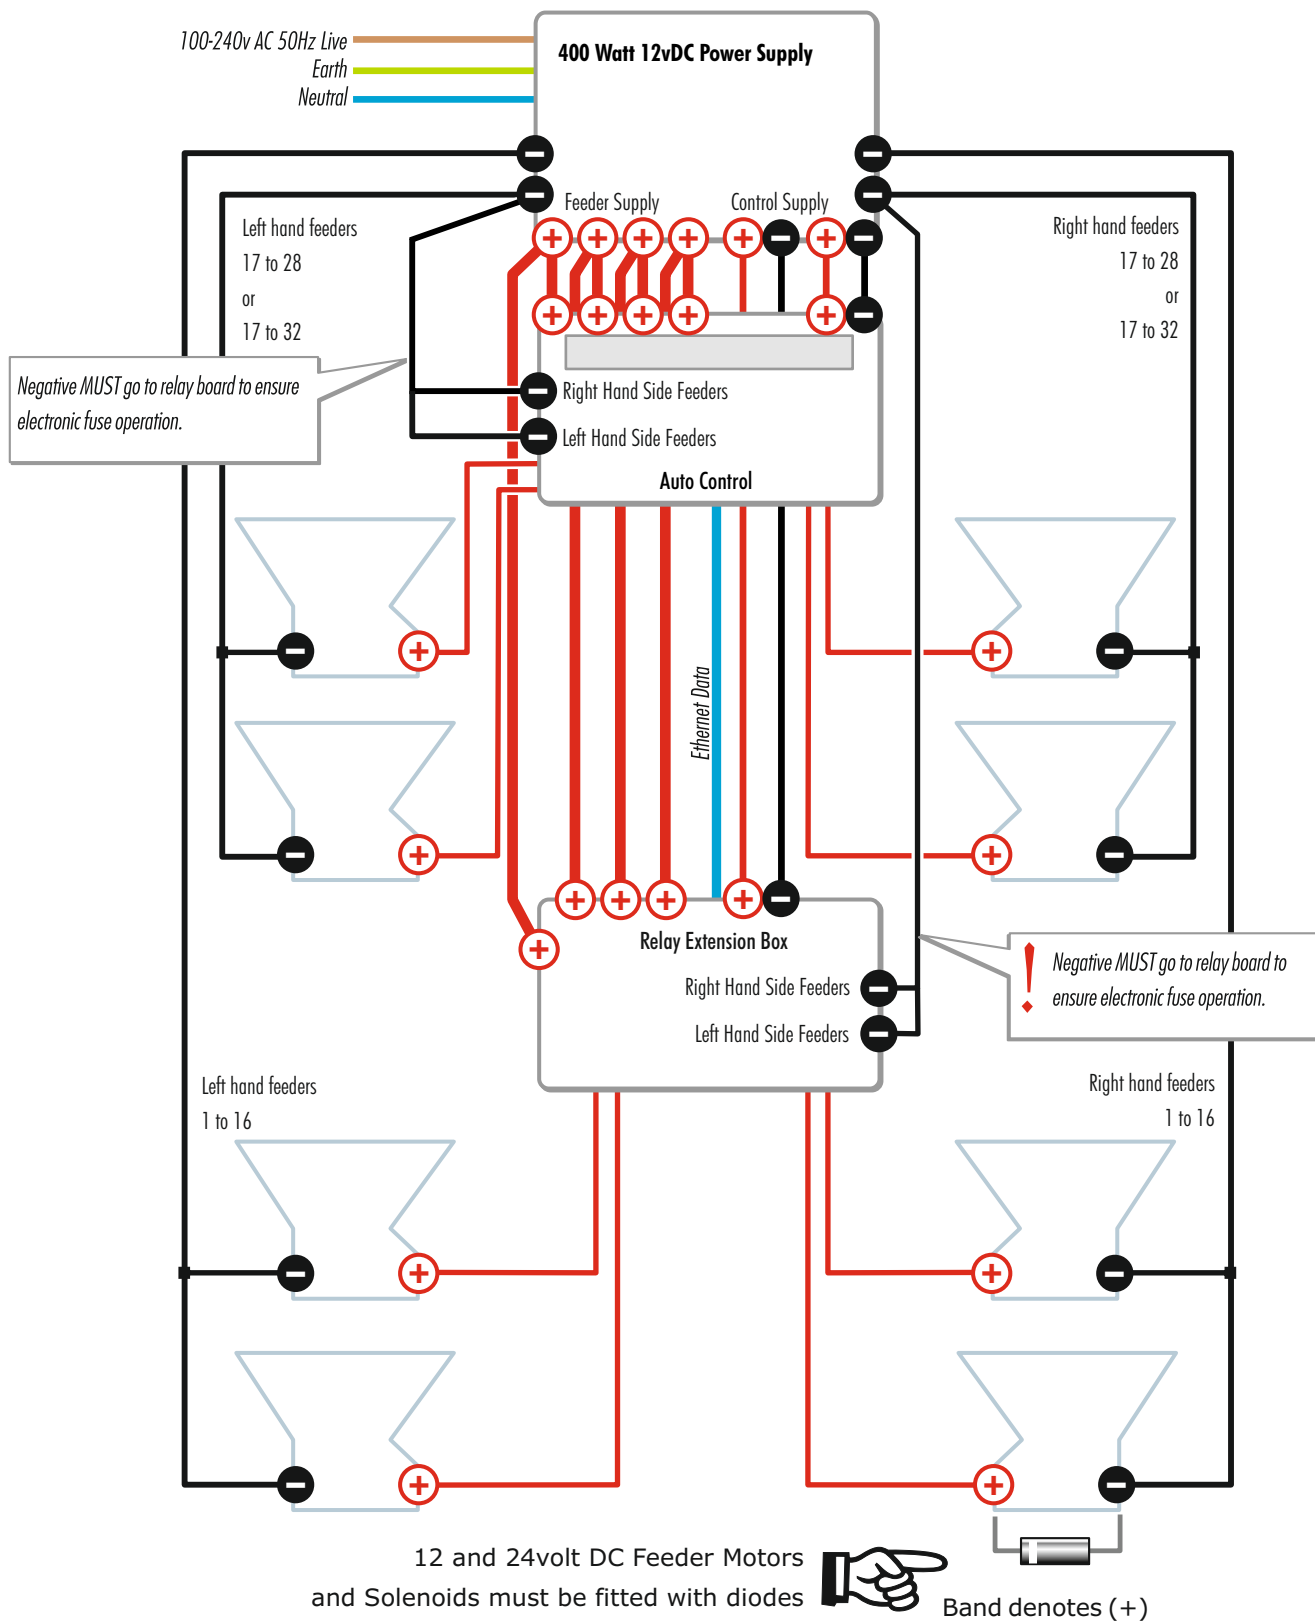 100-240v AC 50Hz Live
Earth
Neutral
400 Watt 12vDC Power Supply
Feeder Supply
Control Supply
Left hand feeders
17 to 28
or
17 to 32
Right hand feeders
17 to 28
or
17 to 32
Negative MUST go to relay board to ensure
electronic fuse operation.
Right Hand Side Feeders
Left Hand Side Feeders
Auto Control
Ethernet Data
Relay Extension Box
Right Hand Side Feeders
Left Hand Side Feeders
! Negative MUST go to relay board to
ensure electronic fuse operation.
Left hand feeders
1 to 16
Right hand feeders
1 to 16
12 and 24volt DC Feeder Motors
and Solenoids must be fitted with diodes
Band denotes (+)